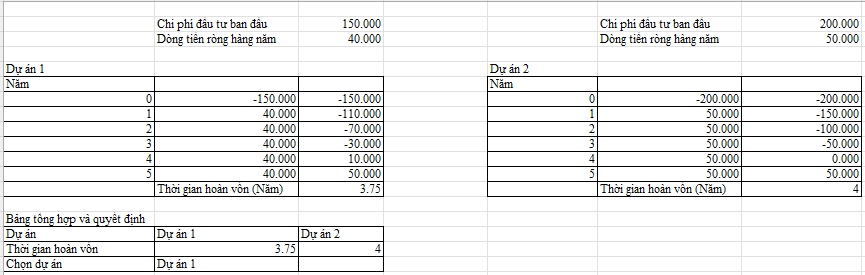 Chi phí đầu tư ban đầu 150.000 Chi phí đầu tư ban đầu 200.000
Dòng tiền ròng hàng năm 40.000 Dòng tiền ròng hàng năm 50.000
Dự án 1 Dự án 2
Năm Năm
0 -150.000 -150.000 0 -200.000 -200.000
1 40.000 -110.000 1 50.000 -150.000
2 40.000 -70.000 2 50.000 -100.000
3 40.000 -30.000 3 50.000 -50.000
4 40.000 10.000 4 50.000 0.000
5 40.000 50.000 5 50.000 50.000
Thời gian hoàn vốn (Năm) 3.75 Thời gian hoàn vốn (Năm) 4
Bảng tổng hợp và quyết định
Dự án Dự án 1 Dự án 2
Thời gian hoàn vốn 3.75 4
Chọn dự án Dự án 1